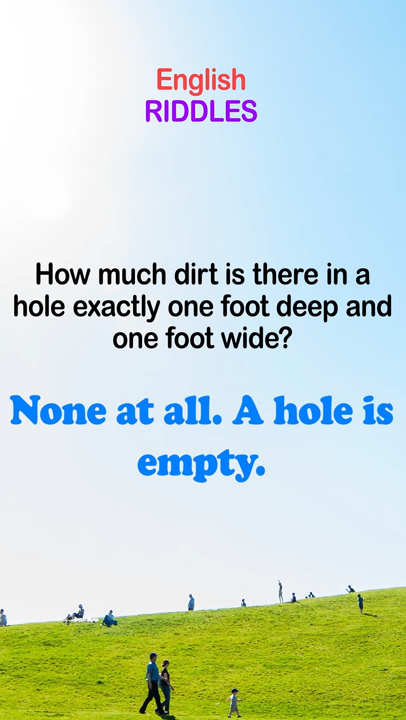 English
RIDDLES
How much dirt is there in a
hole exactly one foot deep and
one foot wide?
None at all. A hole is
empty.